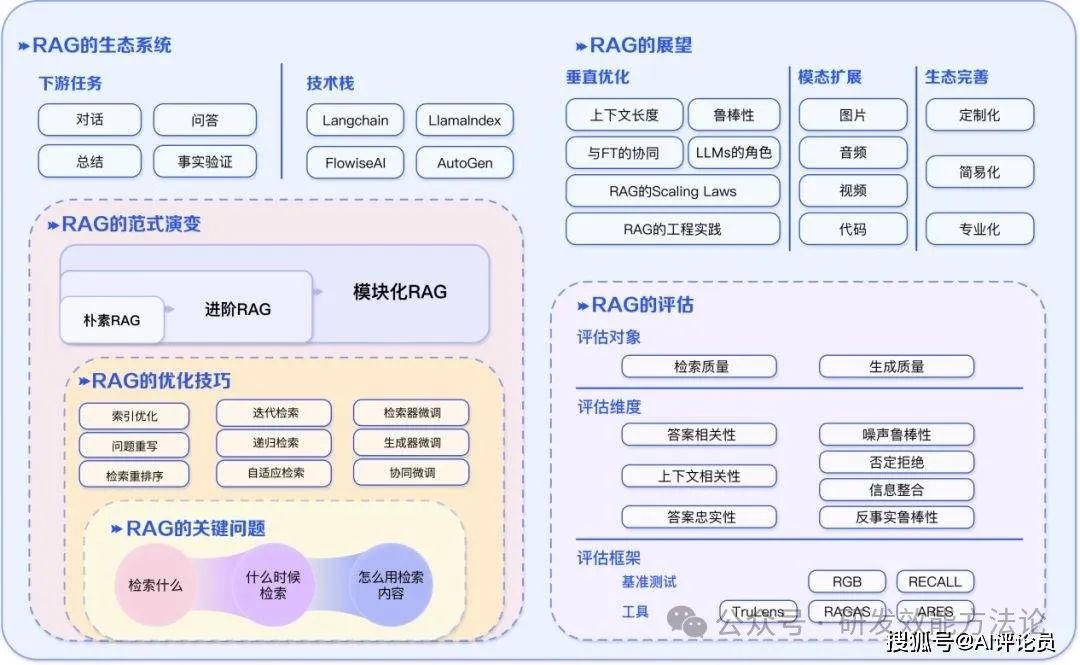 RAG的生态系统
下游任务
对话
问答
总结
事实验证
技术栈
Langchain
LlamaIndex
FlowiseAI
AutoGen
RAG的范式演变
朴素RAG
进阶RAG
模块化RAG
RAG的优化技巧
索引优化
迭代检索
检索器微调
问题重写
递归检索
生成器微调
检索重排序
自适应检索
协同微调
RAG的关键问题
检索什么
什么时候
检索
怎么用检索
内容
RAG的展望
垂直优化
上下文长度
鲁棒性
与FT的协同
LLMs的角色
RAG的Scaling Laws
RAG的工程实践
模态扩展
图片
音频
视频
代码
生态完善
定制化
简易化
专业化
RAG的评估
评估对象
检索质量
生成质量
评估维度
答案相关性
上下文相关性
答案忠实性
噪声鲁棒性
否定拒绝
信息整合
反事实鲁棒性
评估框架
基准测试
RGB
RECALL
工具
TruLens
RAGAS
ARES
公众号 · 研发效能方法论
搜狐号@AI评论员